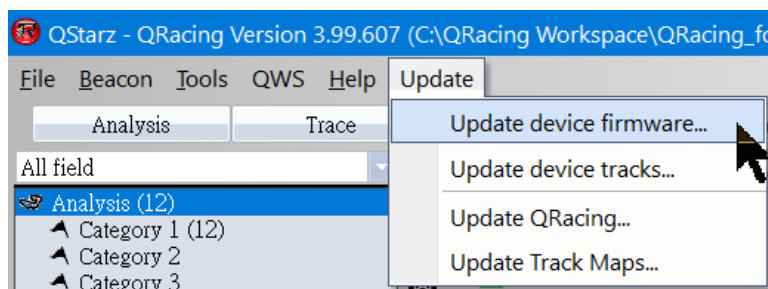 QStarz - QRacing Version 3.99.607 (C:\QRacing Workspace\QRacing_fo
File Beacon Tools QWS Help Update
Analysis Trace Update device firmware...
All field Update device tracks...
Analysis (12)
Category 1 (12) Update QRacing...
Category 2
Category 3 Update Track Maps...